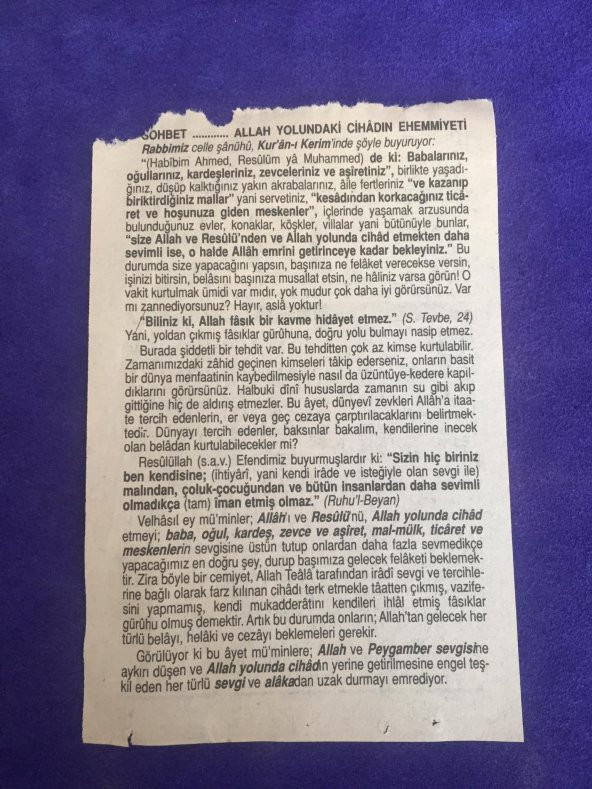 SOHBET ............ ALLAH YOLUNDAKİ CİHÂDIN EHEMMİYETİ
Rabbimiz celle şânühû, Kur'ân-ı Kerim'inde şöyle buyuruyor:
"(Habîbim Ahmed, Resûlüm yâ Muhammed) de ki: Babalarınız,
oğullarınız, kardeşleriniz, zevceleriniz ve aşiretiniz", birlikte yaşadı-
ğınız, düşüp kalktığınız yakın akrabalarınız, âile fertleriniz "ve kazanıp
biriktirdiğiniz mallar" yani servetiniz, "kesâdından korkacağınız ticâ-
ret ve hoşunuza giden meskenler", içlerinde yaşamak arzusunda
bulunduğunuz evler, konaklar, köşkler, villalar yani bütünüyle bunlar,
"size Allah ve Resûlü'nden ve Allah yolunda cihâd etmekten daha
sevimli ise, o halde Allâh emrini getirinceye kadar bekleyiniz." Bu
durumda size yapacağını yapsın, başınıza ne felâket verecekse versin,
işinizi bitirsin, belâsını başınıza musallat etsin, ne hâliniz varsa görün! O
vakit kurtulmak ümidi var mıdır, yok mudur çok daha iyi görürsünüz. Var
mı zannediyorsunuz? Hayır, aslâ yoktur!
"Biliniz ki, Allah fâsık bir kavme hidâyet etmez." (S. Tevbe, 24)
Yani, yoldan çıkmış fâsıklar gürûhuna, doğru yolu bulmayı nasip etmez.
Burada şiddetli bir tehdit var. Bu tehditten çok az kimse kurtulabilir.
Zamanımızdaki zâhid geçinen kimseleri tâkip ederseniz, onların basit
bir dünya menfaatinin kaybedilmesiyle nasıl da üzüntüye-kedere kapıl-
dıklarını görürsünüz. Halbuki dînî hususlarda zamanın su gibi akıp
gittiğine hiç de aldırış etmezler. Bu âyet, dünyevî zevkleri Allâh'a itaa-
te tercih edenlerin, er veya geç cezaya çarptırılacaklarını belirtmek-
tedir. Dünyayı tercih edenler, baksınlar bakalım, kendilerine inecek
olan belâdan kurtulabilecekler mi?
Resûlüllah (s.a.v.) Efendimiz buyurmuşlardır ki: "Sizin hiç biriniz
ben kendisine; (ihtiyârî, yani kendi irâde ve isteğiyle olan sevgi ile)
malından, çoluk-çocuğundan ve bütün insanlardan daha sevimli
olmadıkça (tam) îman etmiş olmaz." (Ruhu'l-Beyan)
Velhâsıl ey mü'minler; Allâh'ı ve Resûlü'nü, Allah yolunda cihâd
etmeyi; baba, oğul, kardeş, zevce ve aşiret, mal-mülk, ticâret ve
meskenlerin sevgisine üstün tutup onlardan daha fazla sevmedikçe
yapacağımız en doğru şey, durup başımıza gelecek felâketi beklemek-
tir. Zira böyle bir cemiyet, Allah Teâlâ tarafından irâdî sevgi ve tercihle-
rine bağlı olarak farz kılınan cihâdı terk etmekle tâatten çıkmış, vazife-
sini yapmamış, kendi mukadderâtını kendileri ihlâl etmiş fâsıklar
gürûhu olmuş demektir. Artık bu durumda onların; Allah'tan gelecek her
türlü belâyı, helâki ve cezâyı beklemeleri gerekir.
Görülüyor ki bu âyet mü'minlere; Allah ve Peygamber sevgisine
aykırı düşen ve Allah yolunda cihâdın yerine getirilmesine engel teş-
kil eden her türlü sevgi ve alâkadan uzak durmayı emrediyor.